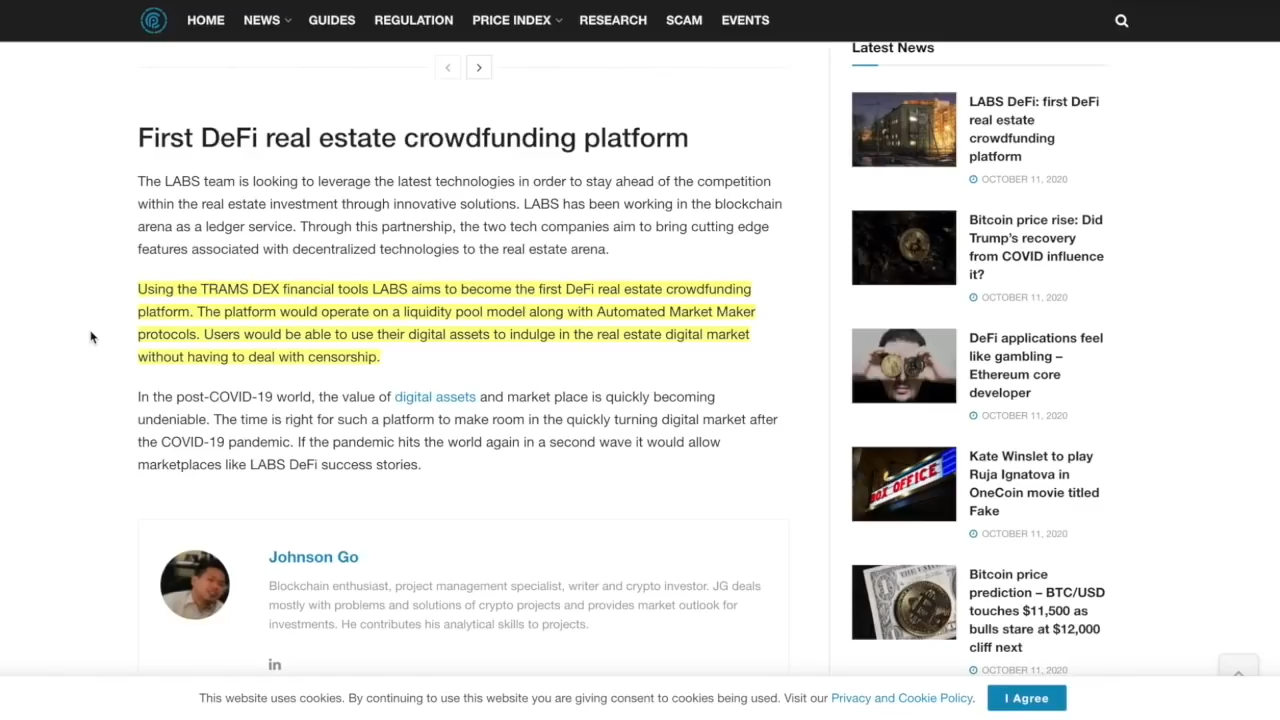 HOME NEWS GUIDES REGULATION PRICE INDEX RESEARCH SCAM EVENTS
First DeFi real estate crowdfunding platform
The LABS team is looking to leverage the latest technologies in order to stay ahead of the competition
within the real estate investment through innovative solutions. LABS has been working in the blockchain
arena as a ledger service. Through this partnership, the two tech companies aim to bring cutting edge
features associated with decentralized technologies to the real estate arena.
Using the TRAMS DEX financial tools LABS aims to become the first DeFi real estate crowdfunding
platform. The platform would operate on a liquidity pool model along with Automated Market Maker
protocols. Users would be able to use their digital assets to indulge in the real estate digital market
without having to deal with censorship.
In the post-COVID-19 world, the value of digital assets and market place is quickly becoming
undeniable. The time is right for such a platform to make room in the quickly turning digital market after
the COVID-19 pandemic. If the pandemic hits the world again in a second wave it would allow
marketplaces like LABS DeFi success stories.
Johnson Go
Blockchain enthusiast, project management specialist, writer and crypto investor. JG deals
mostly with problems and solutions of crypto projects and provides market outlook for
investments. He contributes his analytical skills to projects.
in
Latest News
LABS DeFi: first DeFi
real estate
crowdfunding
platform
OCTOBER 11, 2020
Bitcoin price rise: Did
Trump's recovery
from COVID influence
it?
OCTOBER 11, 2020
DeFi applications feel
like gambling –
Ethereum core
developer
OCTOBER 11, 2020
BOX OFFICE
Kate Winslet to play
Ruja Ignatova in
OneCoin movie titled
Fake
OCTOBER 11, 2020
Bitcoin price
prediction – BTC/USD
touches $11,500 as
bulls stare at $12,000
cliff next
OCTOBER 11, 2020
This website uses cookies. By continuing to use this website you are giving consent to cookies being used. Visit our Privacy and Cookie Policy. I Agree